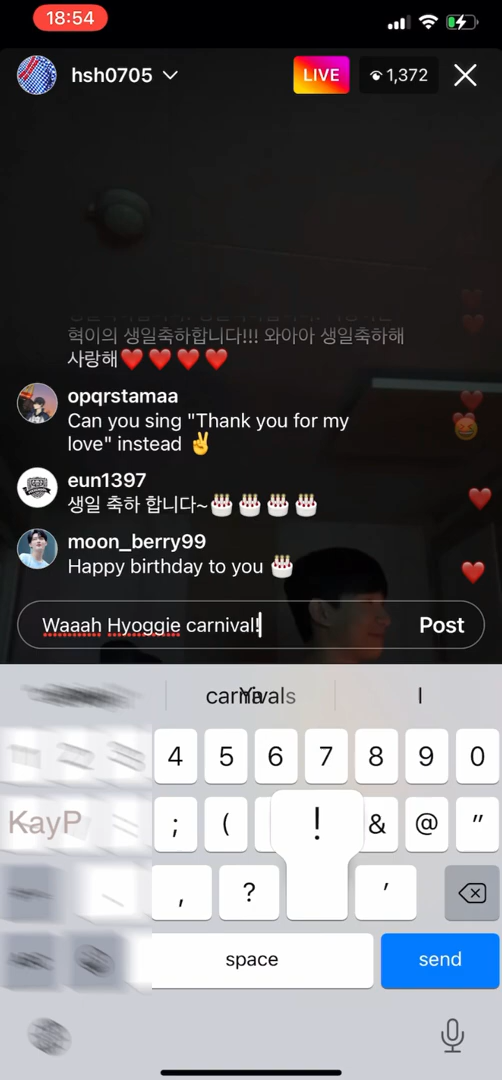 18:54
hsh0705
LIVE
1,372
혁이의 생일축하합니다!!! 와아아 생일축하해
사랑해❤️❤️❤️❤️
opqrstamaa
Can you sing "Thank you for my
love" instead ✌️
eun1397
생일 축하 합니다~🎂🎂🎂🎂
moon_berry99
Happy birthday to you 🎂
Waaah Hyoggie carnival!
Post
carnivals
I
4 5 6 7 8 9 0
KayP
; ( ! & @ "
, ? '
space
send